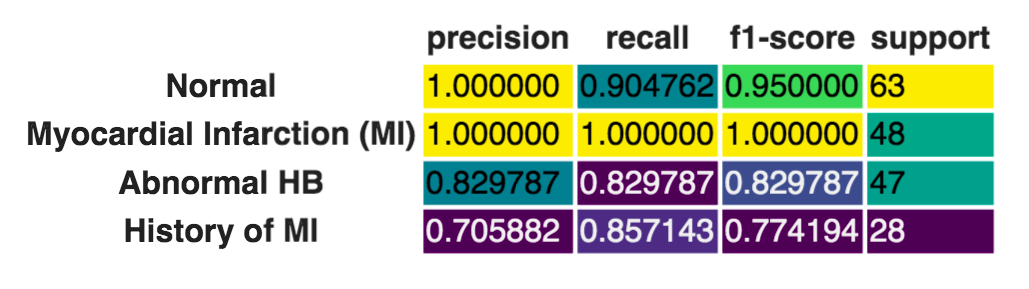 precision recall f1-score support
Normal 1.000000 0.904762 0.950000 63
Myocardial Infarction (MI) 1.000000 1.000000 1.000000 48
Abnormal HB 0.829787 0.829787 0.829787 47
History of MI 0.705882 0.857143 0.774194 28